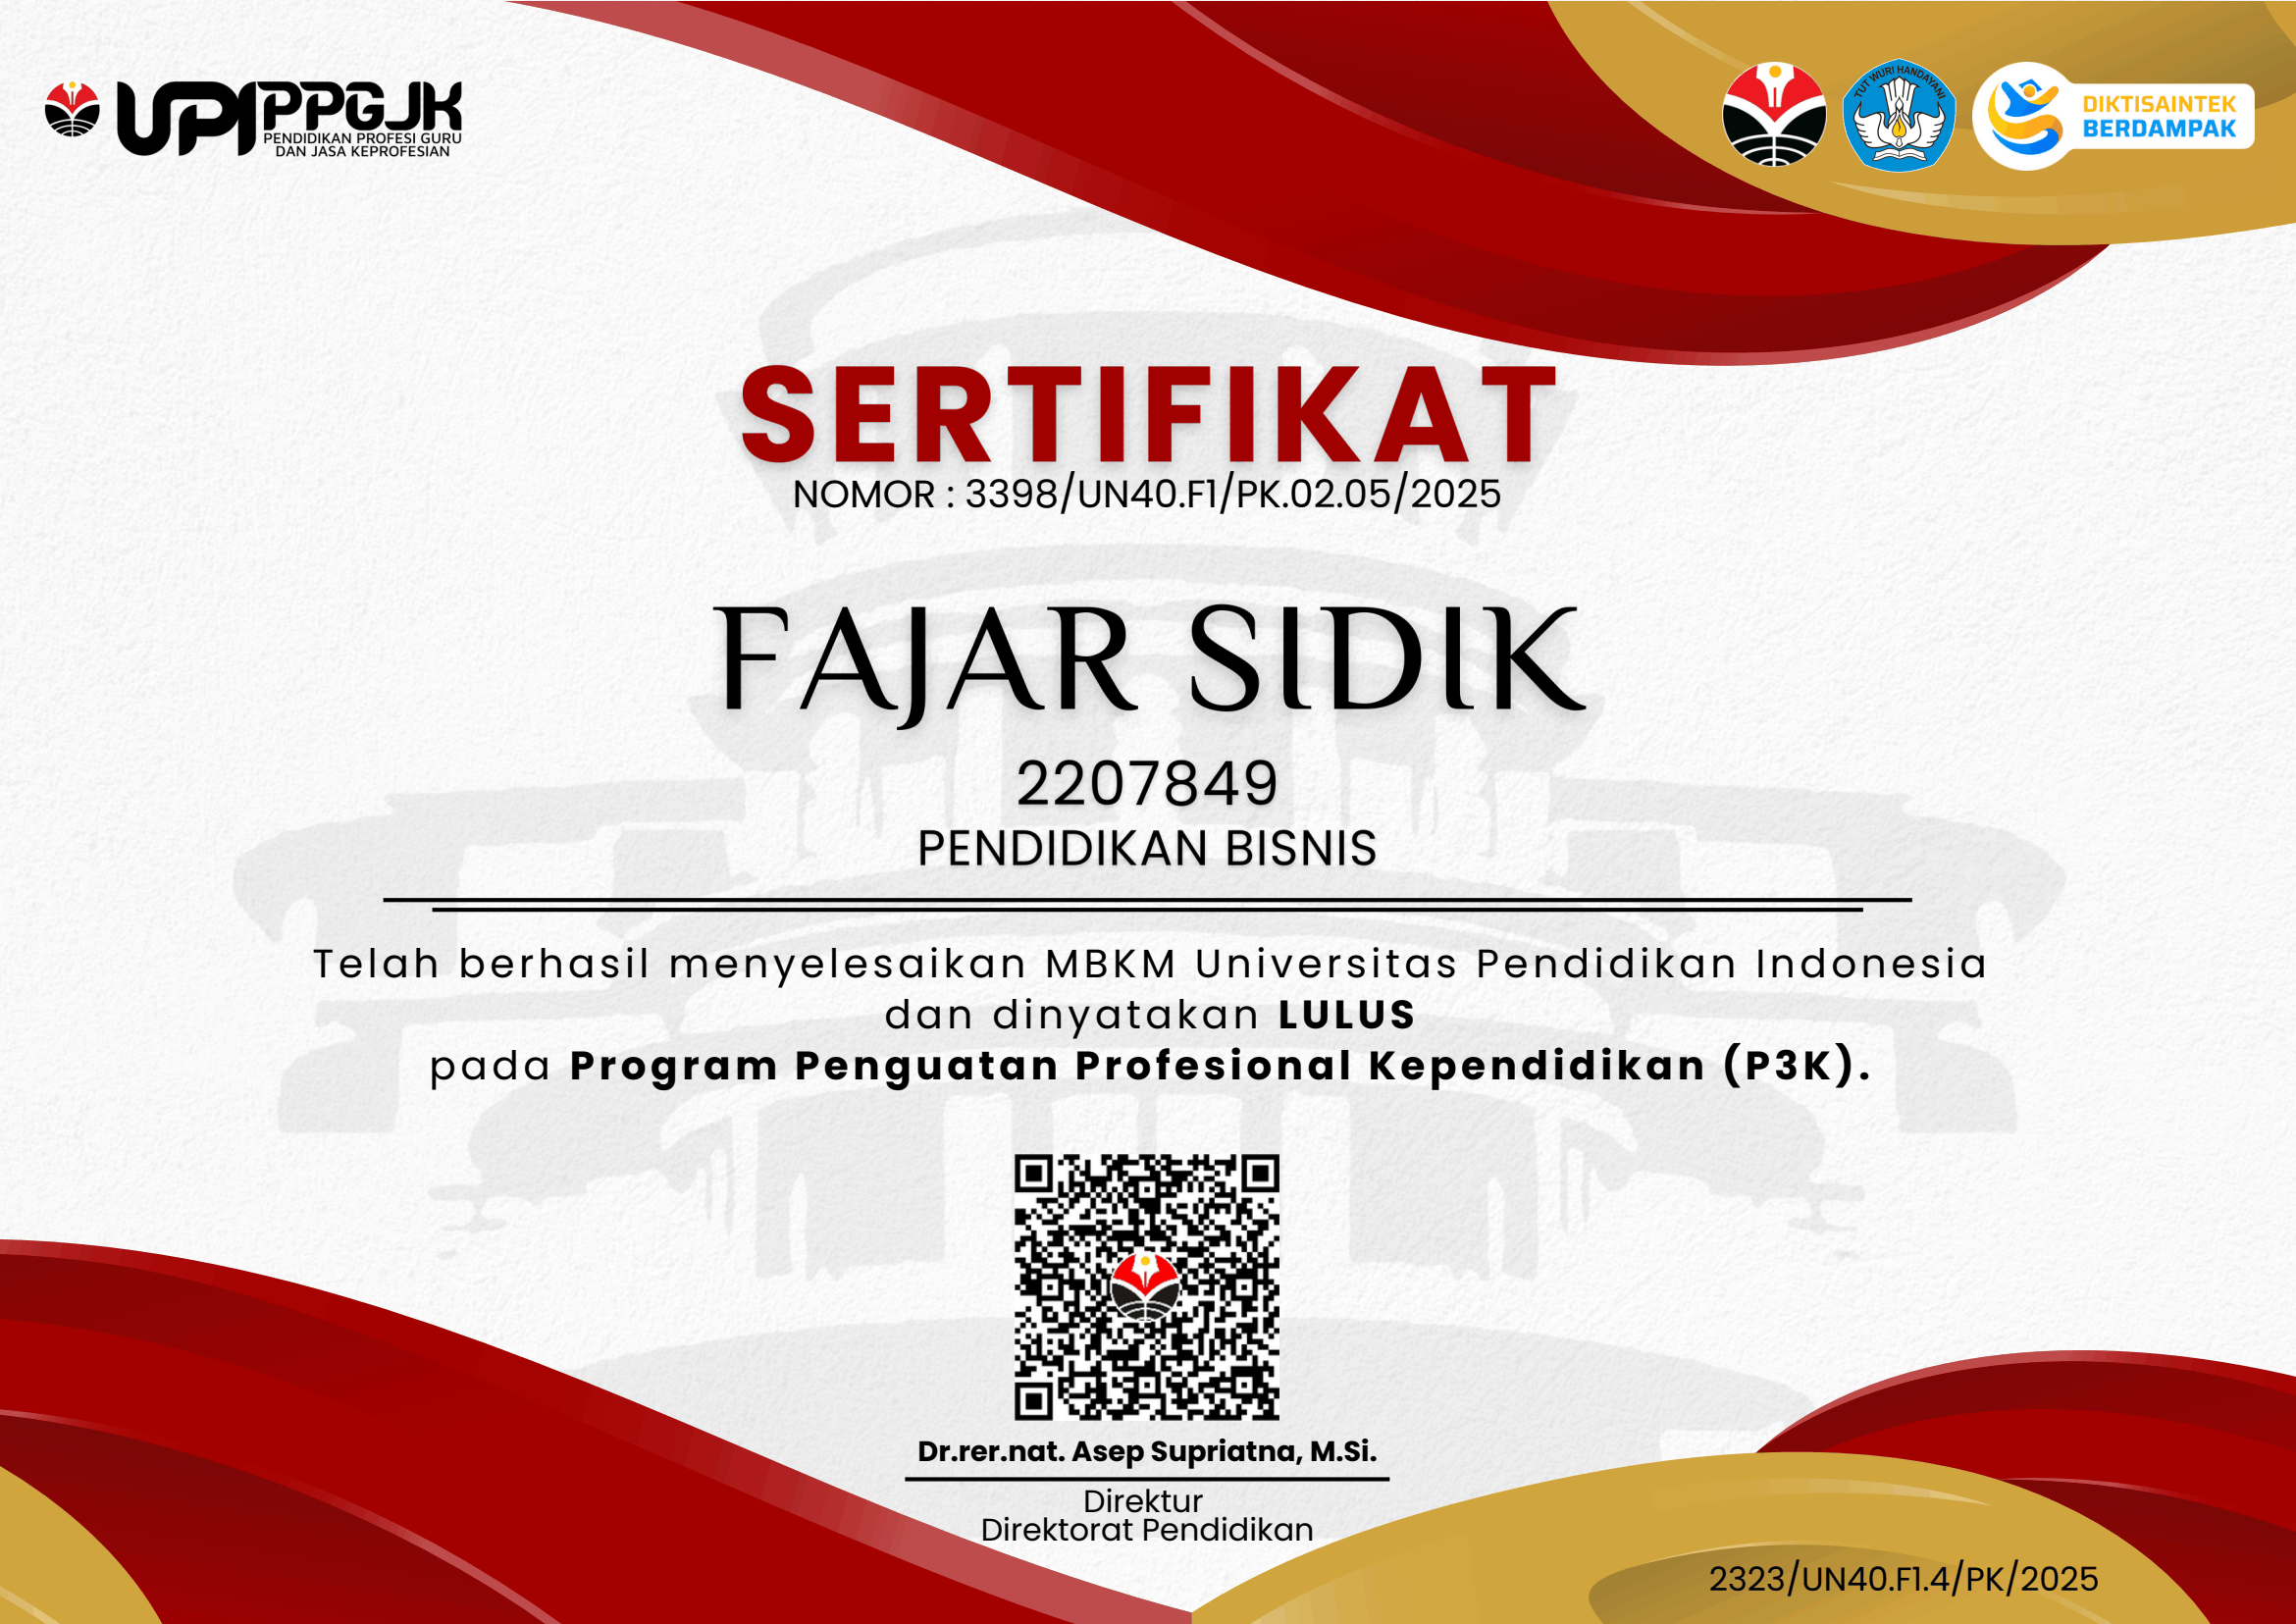 UPI PPGJK
PENDIDIKAN PROFESI GURU
DAN JASA KEPROFESIAN
TUT WURI HANDAYANI
DIKTISAINTEK
BERDAMPAK
SERTIFIKAT
NOMOR : 3398/UN40.F1/PK.02.05/2025
FAJAR SIDIK
2207849
PENDIDIKAN BISNIS
Telah berhasil menyelesaikan MBKM Universitas Pendidikan Indonesia
dan dinyatakan LULUS
pada Program Penguatan Profesional Kependidikan (P3K).
Dr.rer.nat. Asep Supriatna, M.Si.
Direktur
Direktorat Pendidikan
2323/UN40.F1.4/PK/2025